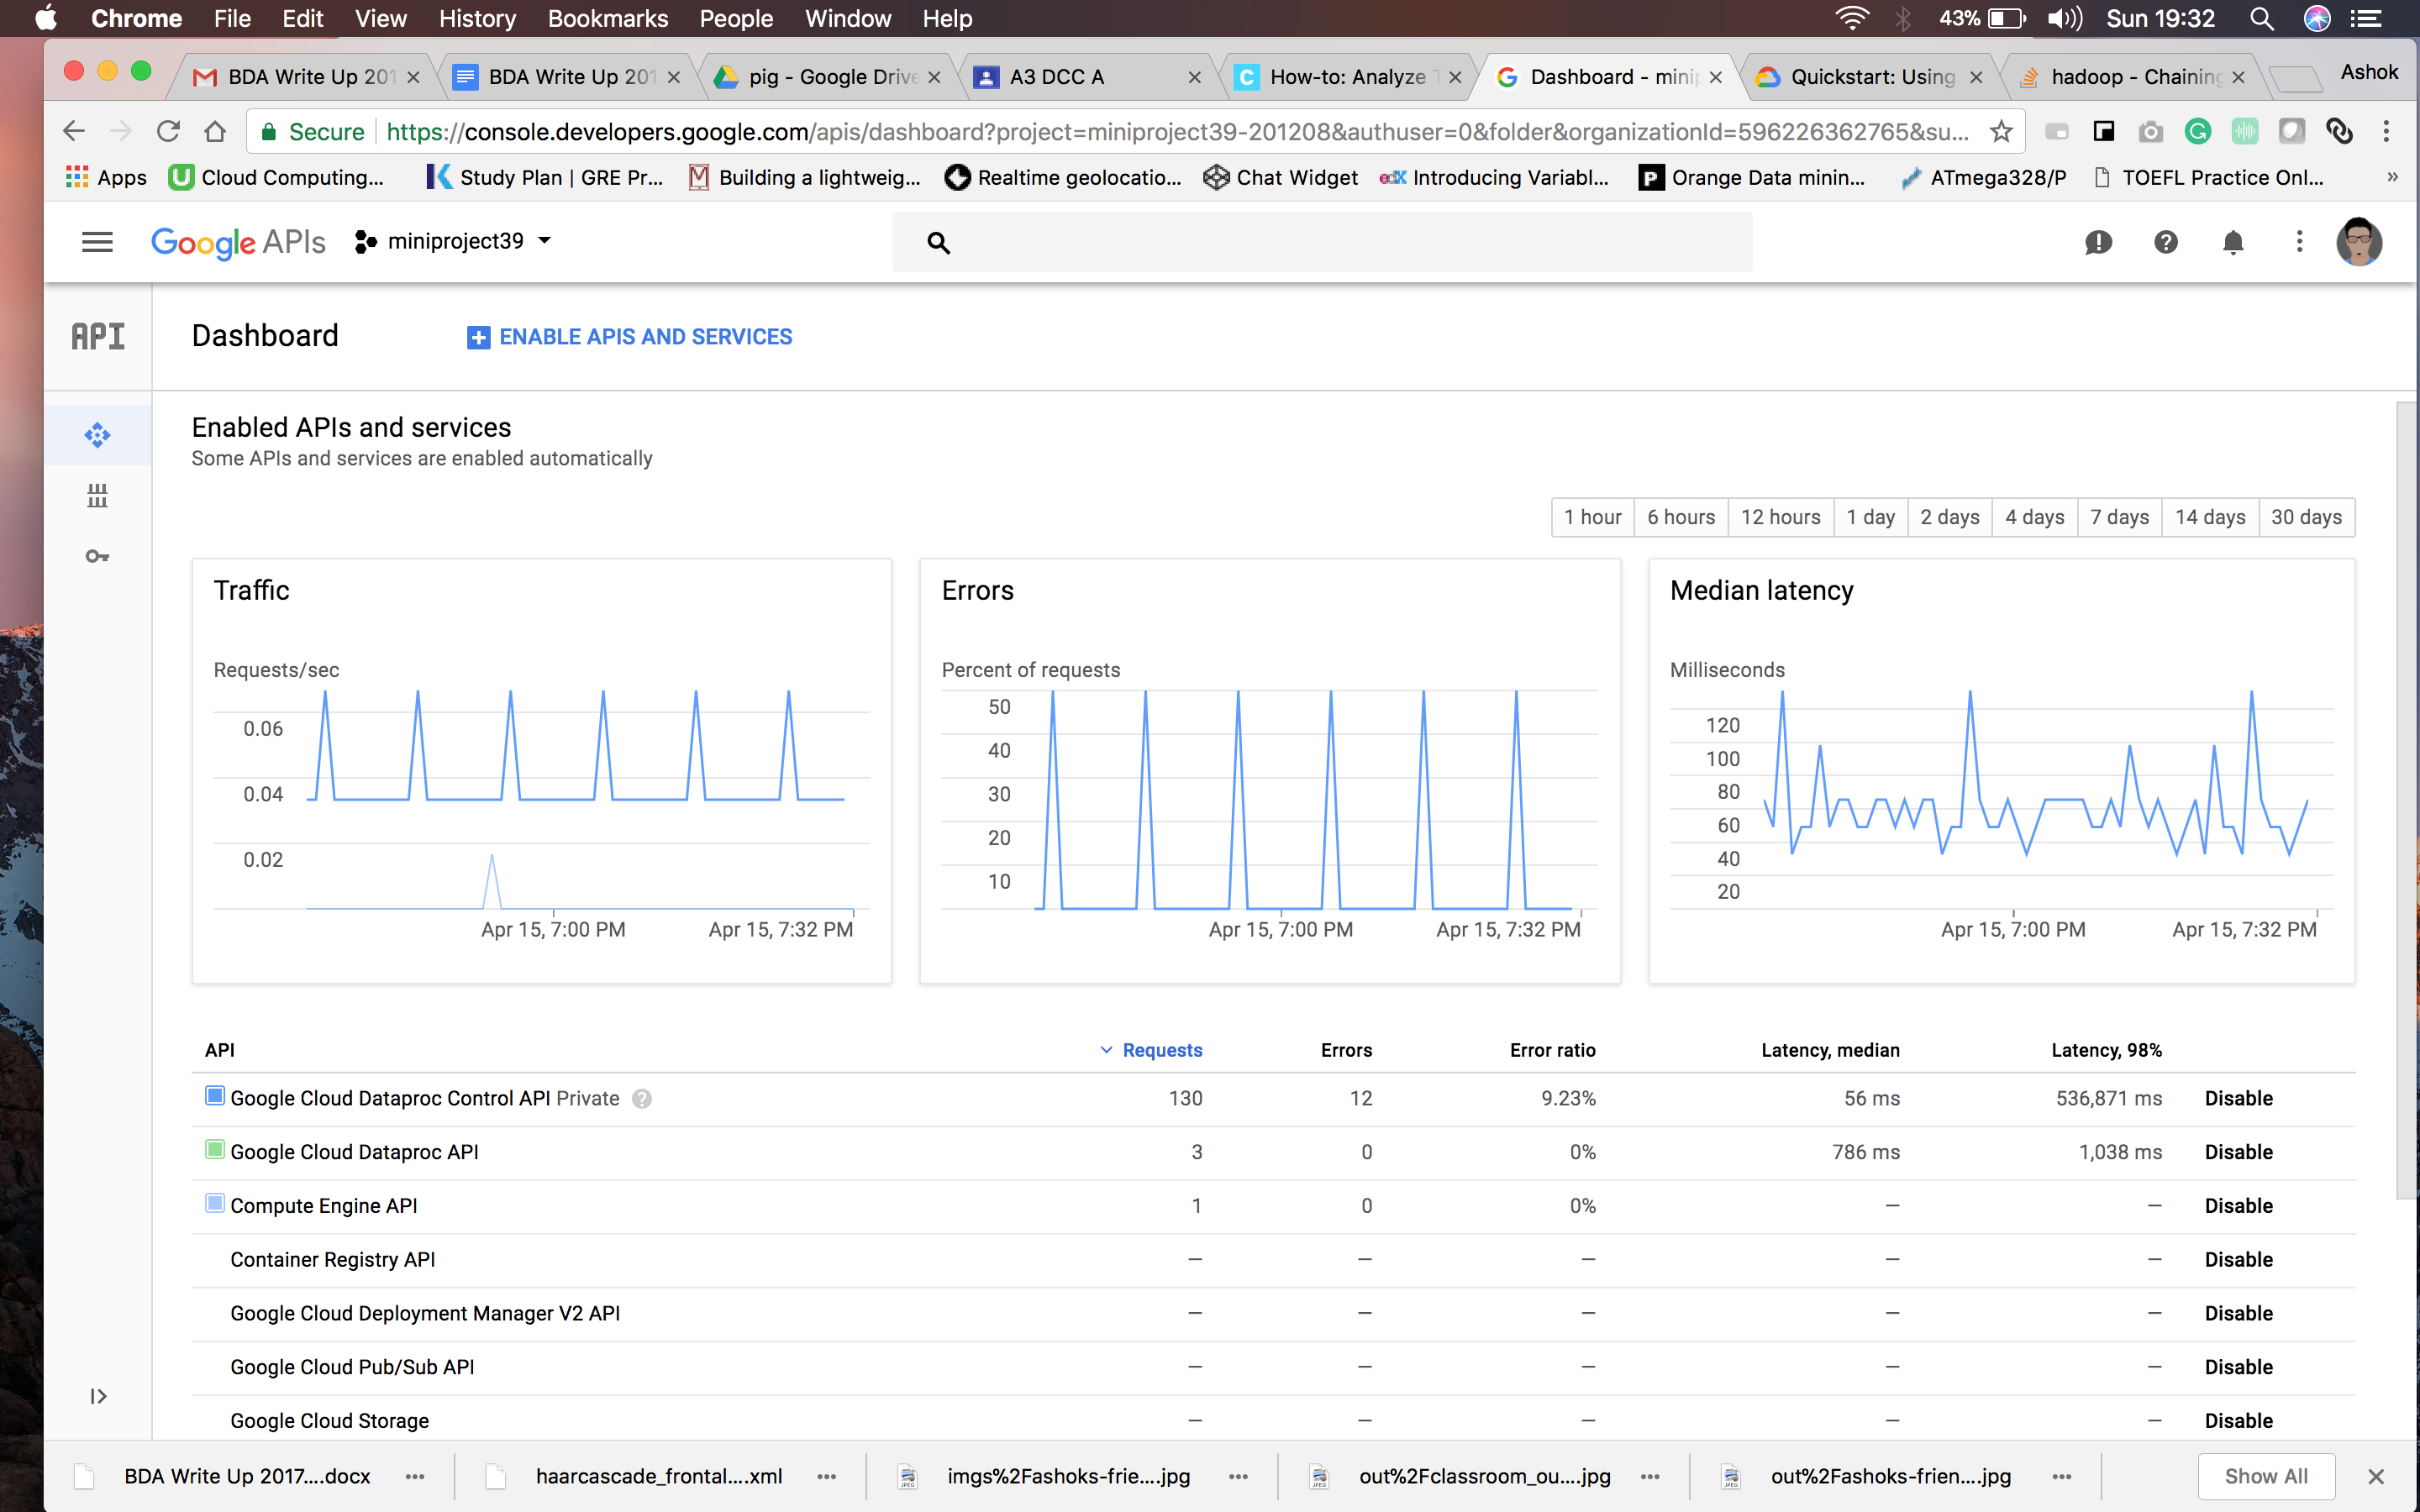 Chrome File Edit View History Bookmarks People Window Help 43% Sun 19:32
BDA Write Up 201 BDA Write Up 201 pig - Google Drive A3 DCC A How-to: Analyze T Dashboard - minip Quickstart: Using hadoop - Chaining Ashok
Secure https://console.developers.google.com/apis/dashboard?project=miniproject39-201208&authuser=0&folder&organizationId=596226362765&su...
Apps Cloud Computing... Study Plan | GRE Pr... Building a lightweig... Realtime geolocatio... Chat Widget Introducing Variabl... Orange Data minin... ATmega328/P TOEFL Practice Onl... »
Google APIs miniproject39
API Dashboard ENABLE APIS AND SERVICES
Enabled APIs and services
Some APIs and services are enabled automatically
1 hour 6 hours 12 hours 1 day 2 days 4 days 7 days 14 days 30 days
Traffic
Requests/sec
0.06
0.04
0.02
Apr 15, 7:00 PM Apr 15, 7:32 PM
Errors
Percent of requests
50
40
30
20
10
Apr 15, 7:00 PM Apr 15, 7:32 PM
Median latency
Milliseconds
120
100
80
60
40
20
Apr 15, 7:00 PM Apr 15, 7:32 PM
API Requests Errors Error ratio Latency, median Latency, 98%
Google Cloud Dataproc Control API Private 130 12 9.23% 56 ms 536,871 ms Disable
Google Cloud Dataproc API 3 0 0% 786 ms 1,038 ms Disable
Compute Engine API 1 0 0% — — Disable
Container Registry API — — — — — Disable
Google Cloud Deployment Manager V2 API — — — — — Disable
Google Cloud Pub/Sub API — — — — — Disable
Google Cloud Storage — — — — — Disable
BDA Write Up 2017....docx haarcascade_frontal....xml imgs%2Fashoks-frie....jpg out%2Fclassroom_ou....jpg out%2Fashoks-frien....jpg Show All